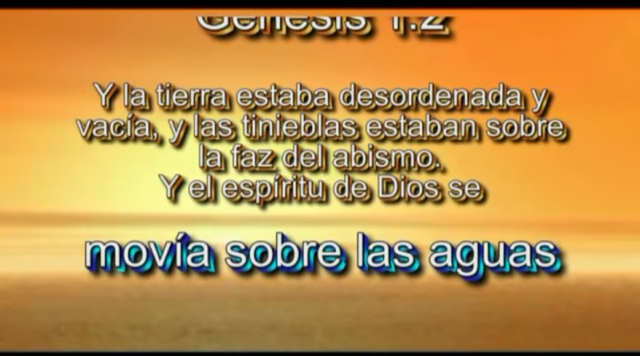 Génesis 1:2
Y la tierra estaba desordenada y
vacía, y las tinieblas estaban sobre
la faz del abismo.
Y el espíritu de Dios se
movía sobre las aguas